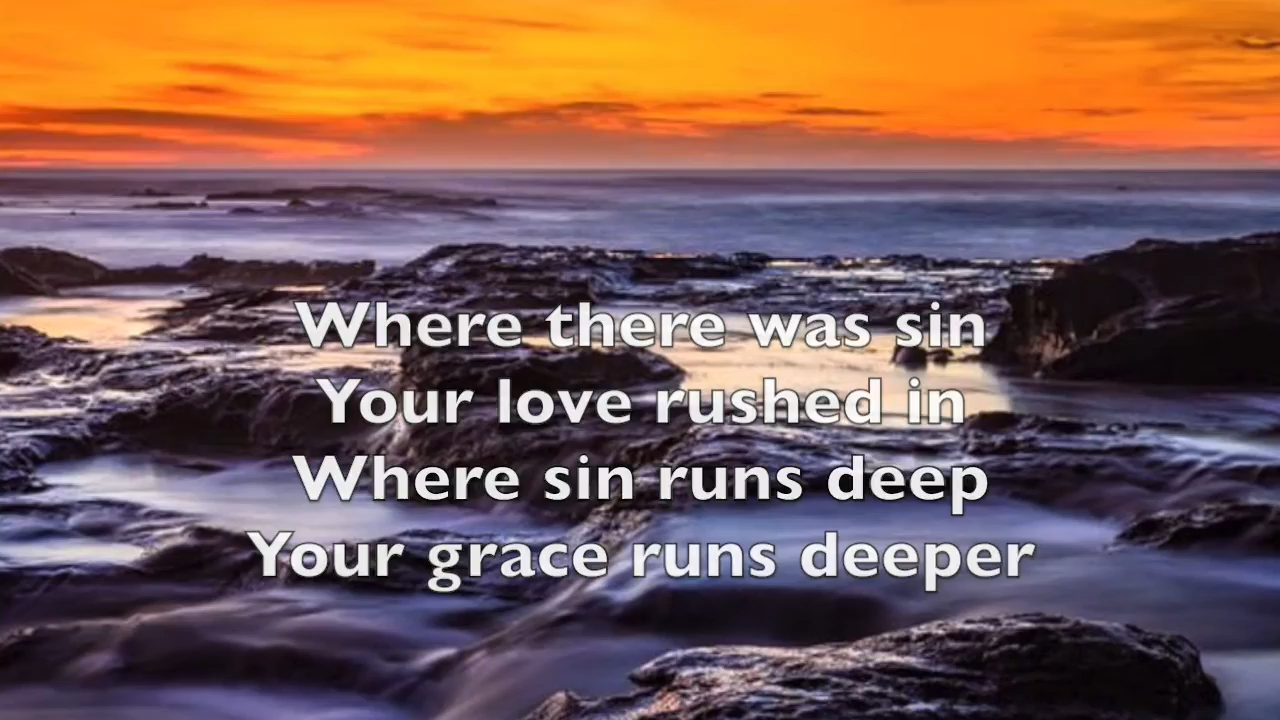 Where there was sin
Your love rushed in
Where sin runs deep
Your grace runs deeper